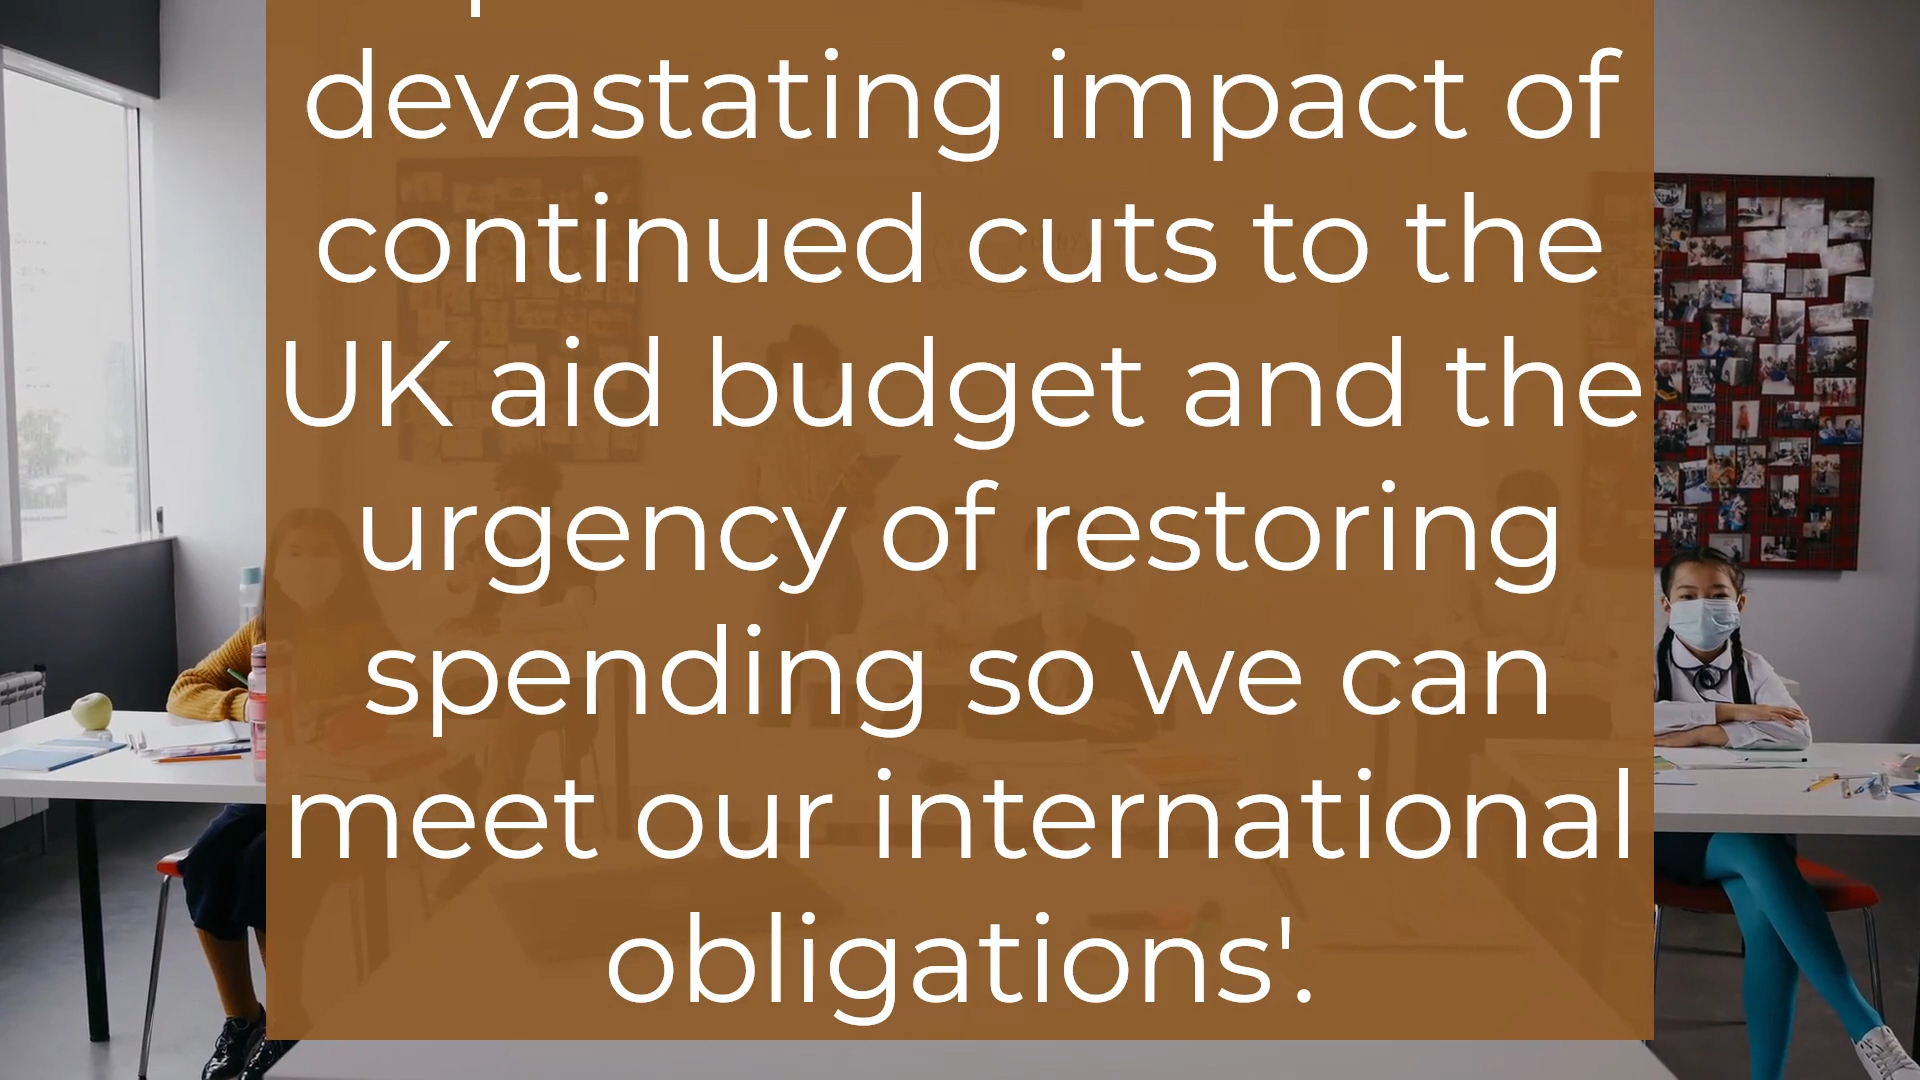 devastating impact of
continued cuts to the
UK aid budget and the
urgency of restoring
spending so we can
meet our international
obligations'.